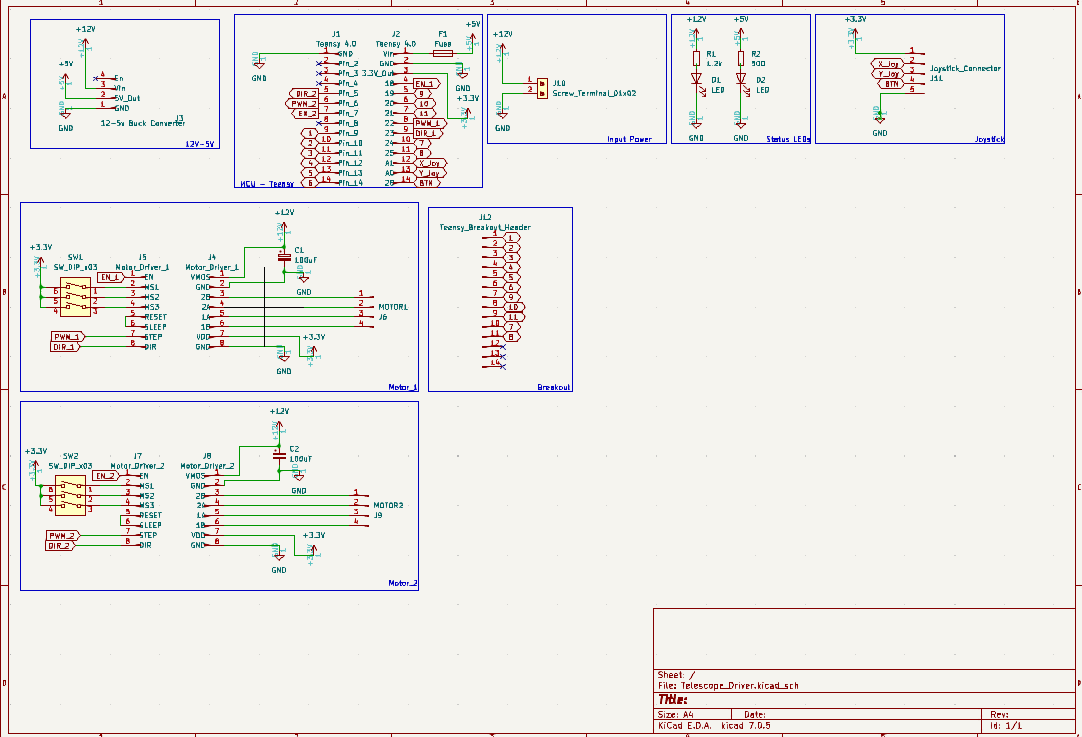 +12V
+5V
4 En
3 Vin
2 5V_Out
1 GND
GND
J3
12-5v Buck Converter
12V-5V
J1
Teensy 4.0
J2
Teensy 4.0
F1
Fuse
+5V
GND
+3.3V
GND
1 GND
2 Pin_2
3 Pin_3
4 Pin_4
DIR_2 5 Pin_5
PWM_2 6 Pin_6
EN_2 7 Pin_7
8 Pin_8
1 9 Pin_9
2 10 Pin_10
3 11 Pin_11
4 12 Pin_12
5 13 Pin_13
6 14 Pin_14
Vin 1
GND 2
3.3V_Out 3
18 4 EN_1
19 5 9
20 6 10
21 7 11
22 8 PWM_1
23 9 DIR_1
24 10 7
25 11 8
A1 12 X_Joy
A0 13 Y_Joy
28 14 BTN
MCU - Teensy
+12V
GND
1
2
J10
Screw_Terminal_01x02
Input Power
+12V
+5V
R1
1.2k
R2
500
D1
LED
D2
LED
GND
GND
Status LEDs
+3.3V
1
X_Joy 2
Y_Joy 3
BTN 4
5
Joystick_Connector
J11
GND
Joystick
+3.3V
SW1
SW_DIP_x03
6 1
5 2
4 3
EN_1
J5
Motor_Driver_1
1 EN
2 MS1
3 MS2
4 MS3
5 RESET
6 SLEEP
PWM_1 7 STEP
DIR_1 8 DIR
J4
Motor_Driver_1
VMOS 1
GND 2
2B 3
2A 4
1A 5
1B 6
VDD 7
GND 8
+12V
C1
100uF
GND
1
2
3
4
MOTOR1
J6
+3.3V
GND
Motor_1
J12
Teensy_Breakout_Header
1 1
2 2
3 3
4 4
5 5
6 6
7 9
8 10
9 11
10 7
11 8
12
13
14
Breakout
+3.3V
SW2
SW_DIP_x03
6 1
5 2
4 3
EN_2
J7
Motor_Driver_2
1 EN
2 MS1
3 MS2
4 MS3
5 RESET
6 SLEEP
PWM_2 7 STEP
DIR_2 8 DIR
J8
Motor_Driver_2
VMOS 1
GND 2
2B 3
2A 4
1A 5
1B 6
VDD 7
GND 8
+12V
C2
100uF
GND
1
2
3
4
MOTOR2
J9
+3.3V
GND
Motor_2
Sheet: /
File: Telescope_Driver.kicad_sch
Title:
Size: A4 Date: Rev:
KiCad E.D.A. kicad 7.0.5 Id: 1/1